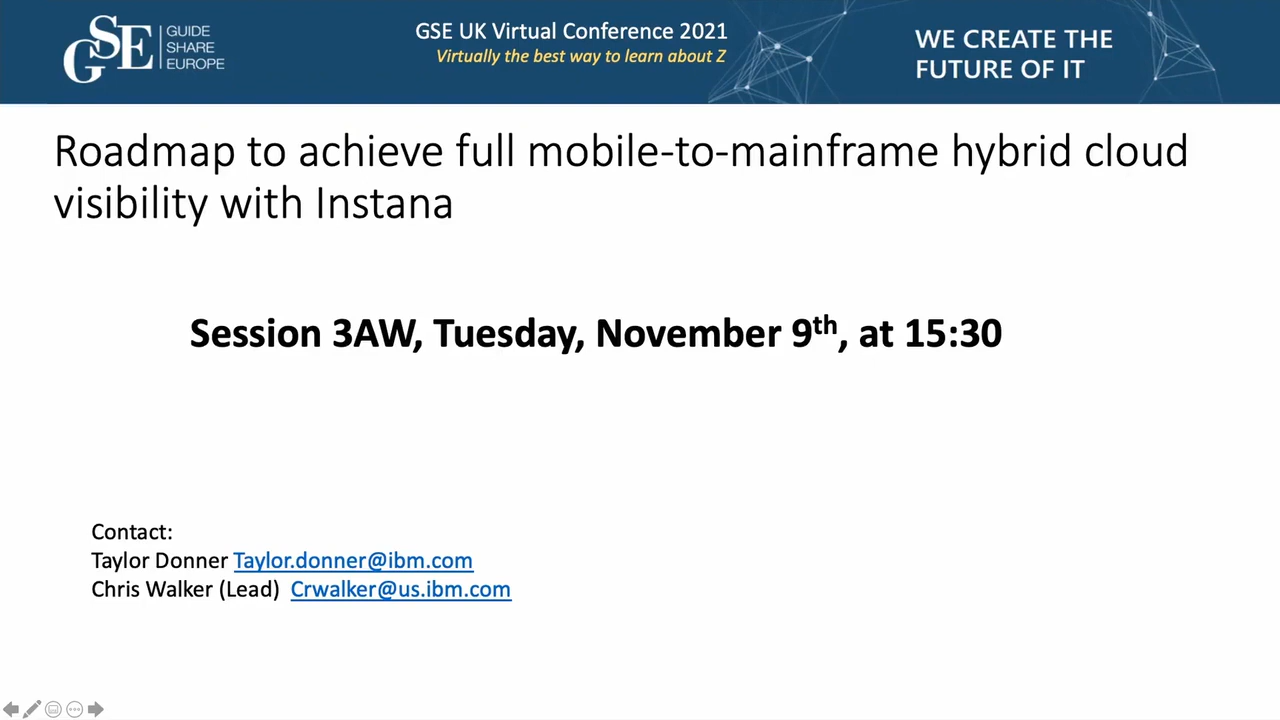 GSE
GUIDE
SHARE
EUROPE
GSE UK Virtual Conference 2021
Virtually the best way to learn about Z
WE CREATE THE
FUTURE OF IT
Roadmap to achieve full mobile-to-mainframe hybrid cloud
visibility with Instana
Session 3AW, Tuesday, November 9th, at 15:30
Contact:
Taylor Donner Taylor.donner@ibm.com
Chris Walker (Lead) Crwalker@us.ibm.com